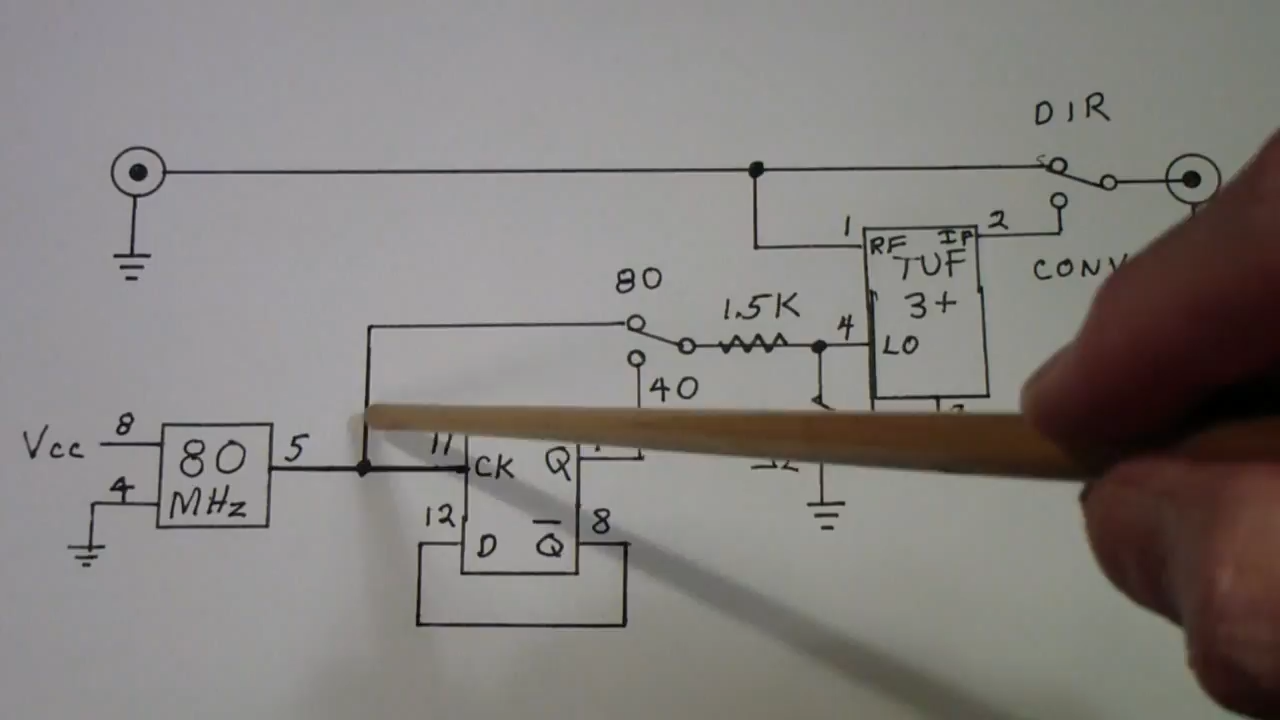 DIR
1
2
RF
IF
TUF
3+
CONV
80
1.5K
4
LO
40
Vcc
8
80
MHz
5
4
11
CK
Q
12
D
Q̅
8